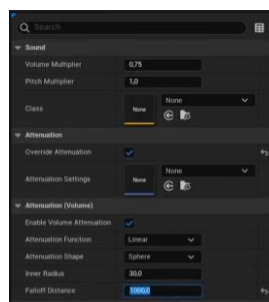 Search
Sound
Volume Multiplier 0,75
Pitch Multiplier 1,0
Class None None
Attenuation
Override Attenuation
Attenuation Settings None None
Attenuation (Volume)
Enable Volume Attenuation
Attenuation Function Linear
Attenuation Shape Sphere
Inner Radius 30,0
Falloff Distance 1000,0